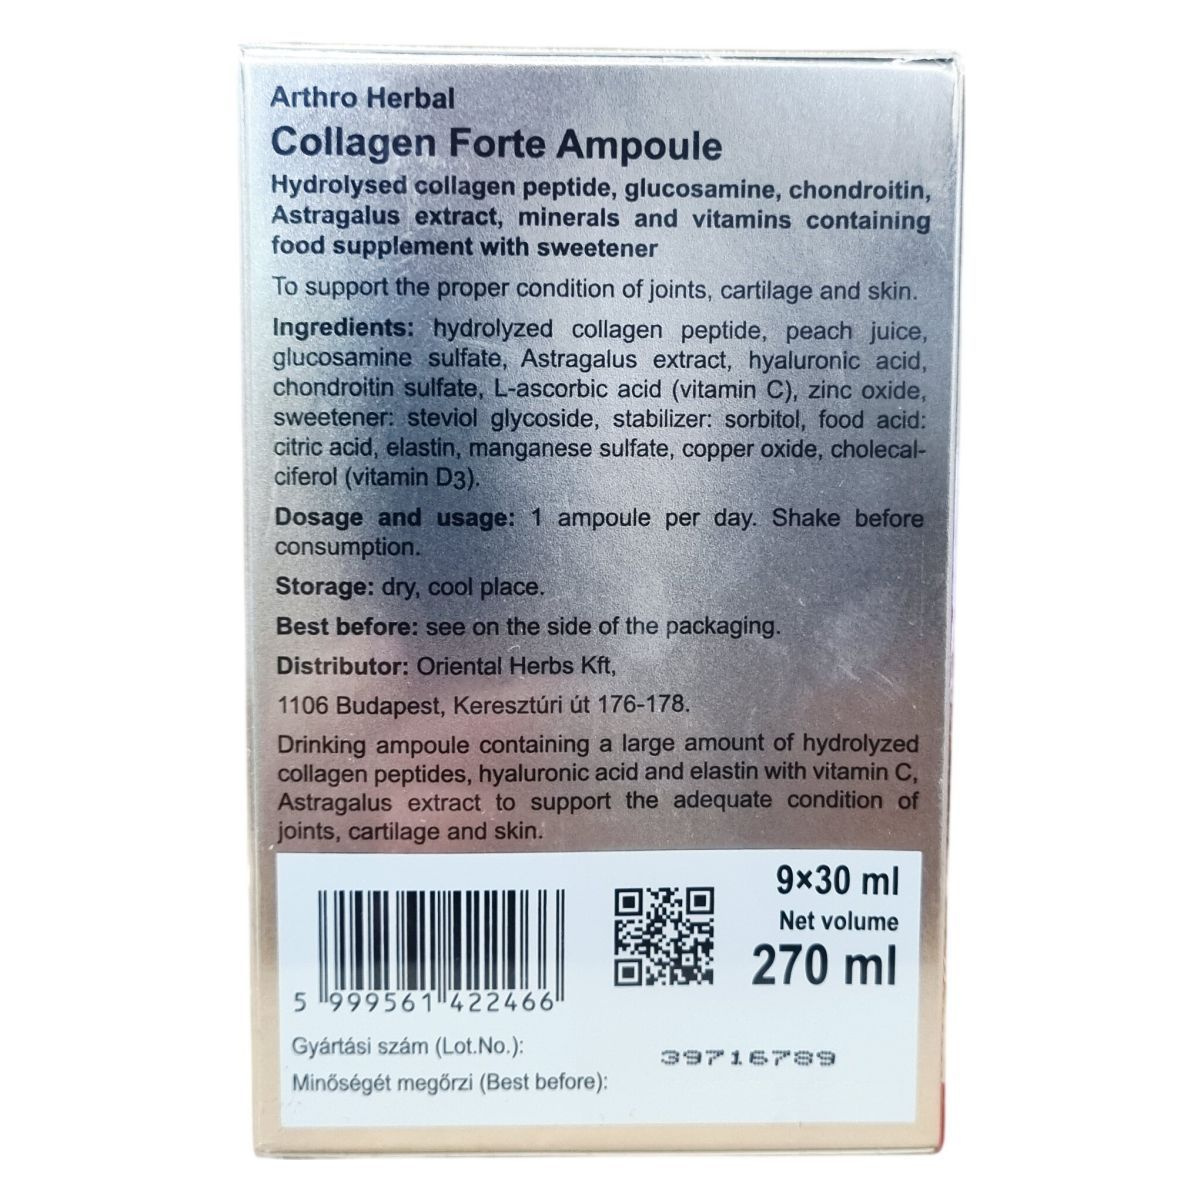 Arthro Herbal
Collagen Forte Ampoule
Hydrolysed collagen peptide, glucosamine, chondroitin,
Astragalus extract, minerals and vitamins containing
food supplement with sweetener
To support the proper condition of joints, cartilage and skin.
Ingredients: hydrolyzed collagen peptide, peach juice,
glucosamine sulfate, Astragalus extract, hyaluronic acid,
chondroitin sulfate, L-ascorbic acid (vitamin C), zinc oxide,
sweetener: steviol glycoside, stabilizer: sorbitol, food acid:
citric acid, elastin, manganese sulfate, copper oxide, cholecal-
ciferol (vitamin D3).
Dosage and usage: 1 ampoule per day. Shake before
consumption.
Storage: dry, cool place.
Best before: see on the side of the packaging.
Distributor: Oriental Herbs Kft,
1106 Budapest, Keresztúri út 176-178.
Drinking ampoule containing a large amount of hydrolyzed
collagen peptides, hyaluronic acid and elastin with vitamin C,
Astragalus extract to support the adequate condition of
joints, cartilage and skin.
9×30 ml
Net volume
270 ml
5 999561 422466
Gyártási szám (Lot.No.):
39716789
Minőségét megőrzi (Best before):